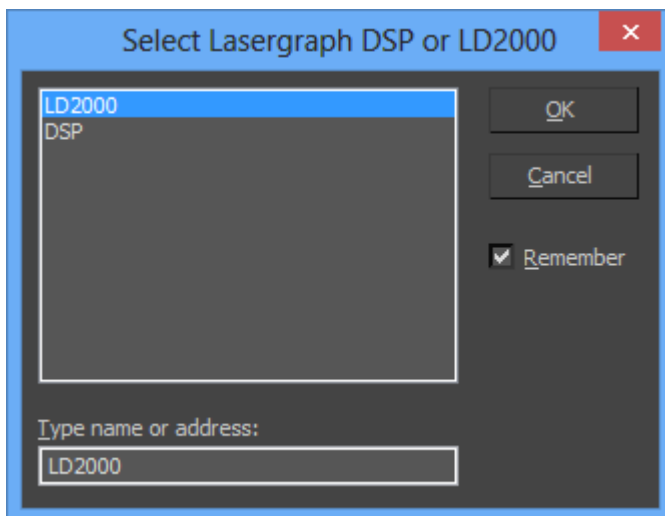 Select Lasergraph DSP or LD2000
LD2000
DSP
OK
Cancel
Remember
Type name or address:
LD2000